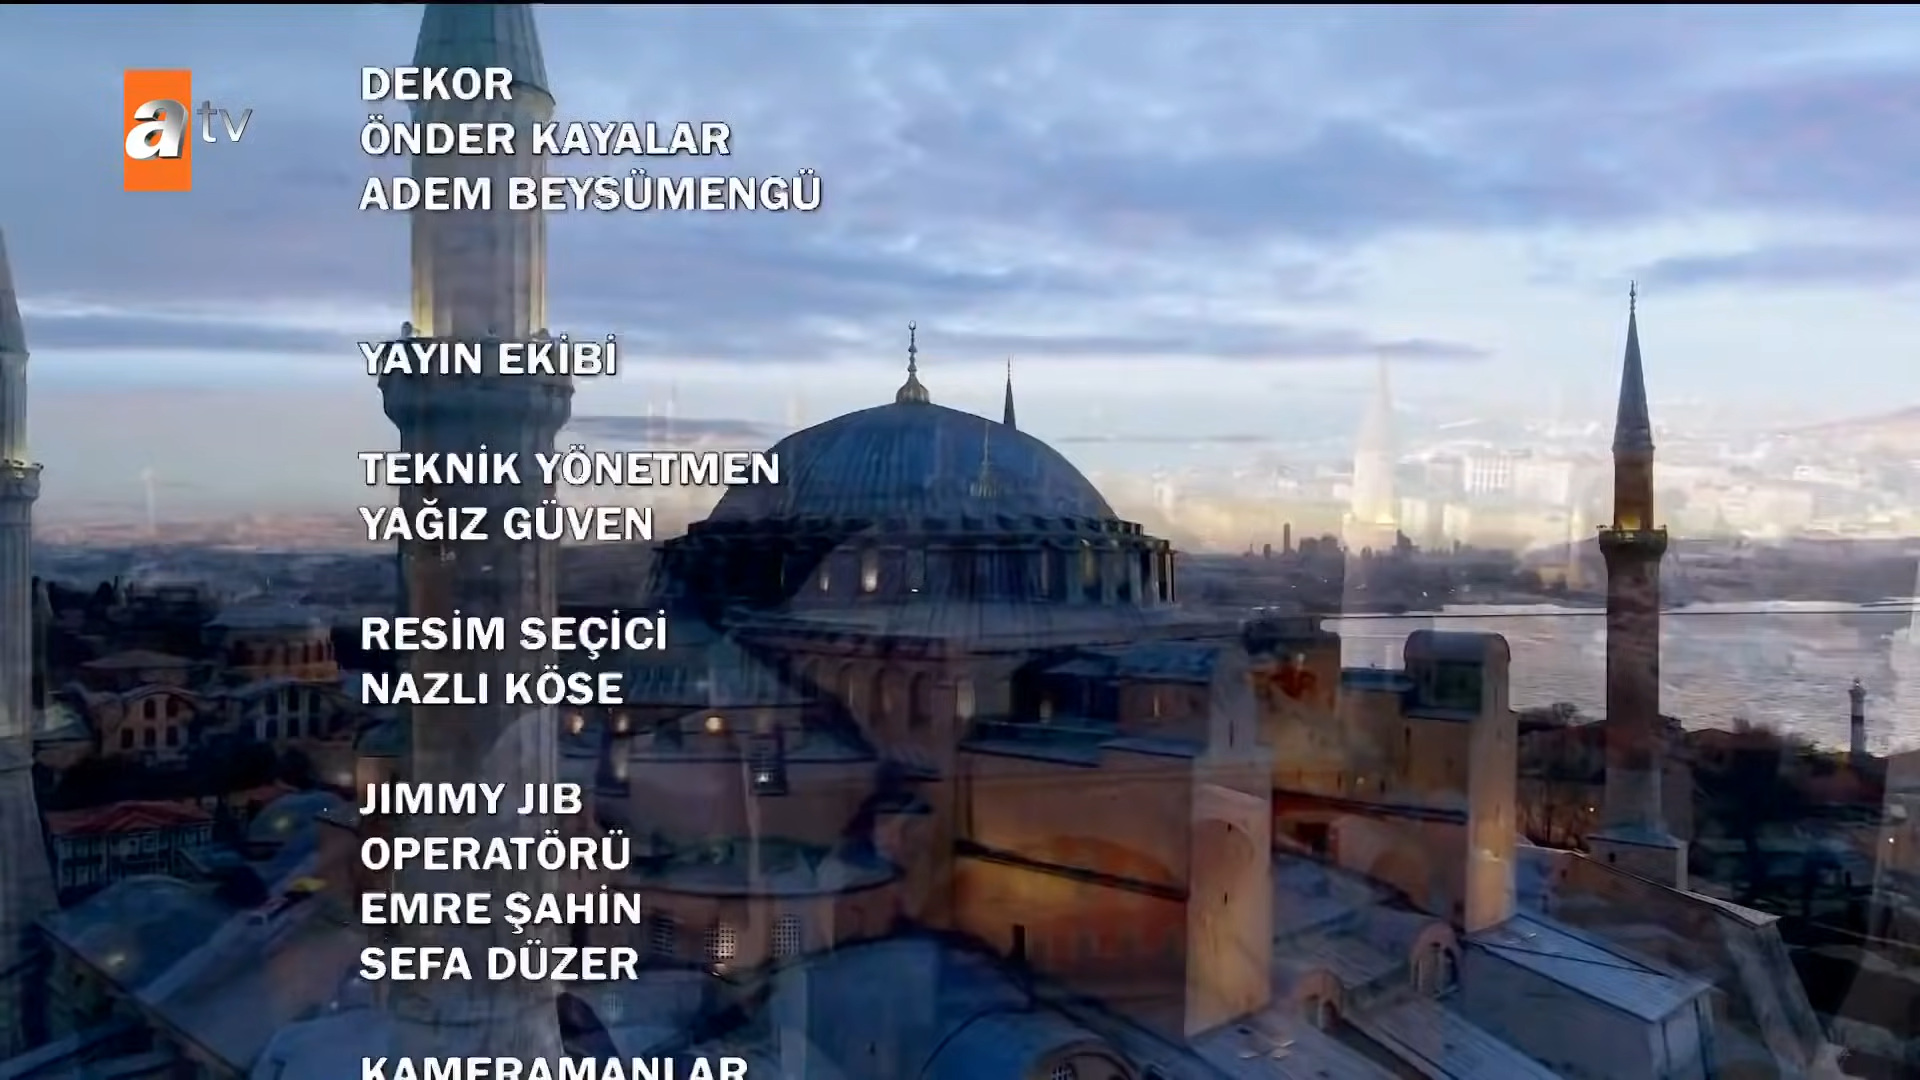 atv
DEKOR
ÖNDER KAYALAR
ADEM BEYSÜMENGÜ
YAYIN EKİBİ
TEKNİK YÖNETMEN
YAĞIZ GÜVEN
RESİM SEÇİCİ
NAZLI KÖSE
JIMMY JIB
OPERATÖRÜ
EMRE ŞAHİN
SEFA DÜZER
KAMERAMANLAR